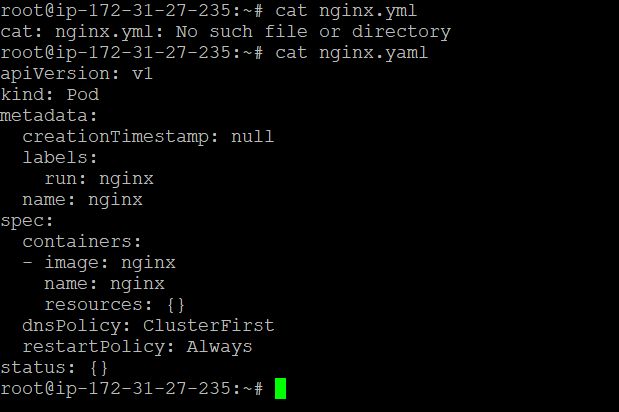 root@ip-172-31-27-235:~# cat nginx.yml
cat: nginx.yml: No such file or directory
root@ip-172-31-27-235:~# cat nginx.yaml
apiVersion: v1
kind: Pod
metadata:
  creationTimestamp: null
  labels:
    run: nginx
  name: nginx
spec:
  containers:
  - image: nginx
    name: nginx
    resources: {}
  dnsPolicy: ClusterFirst
  restartPolicy: Always
status: {}
root@ip-172-31-27-235:~#